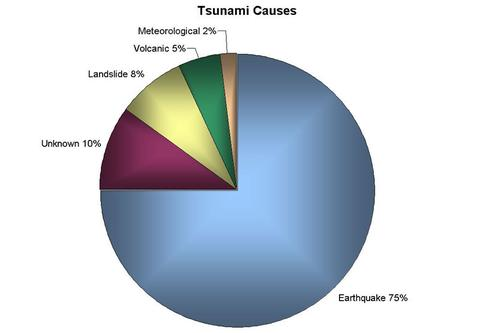 Tsunami Causes
Meteorological 2%
Volcanic 5%
Landslide 8%
Unknown 10%
Earthquake 75%